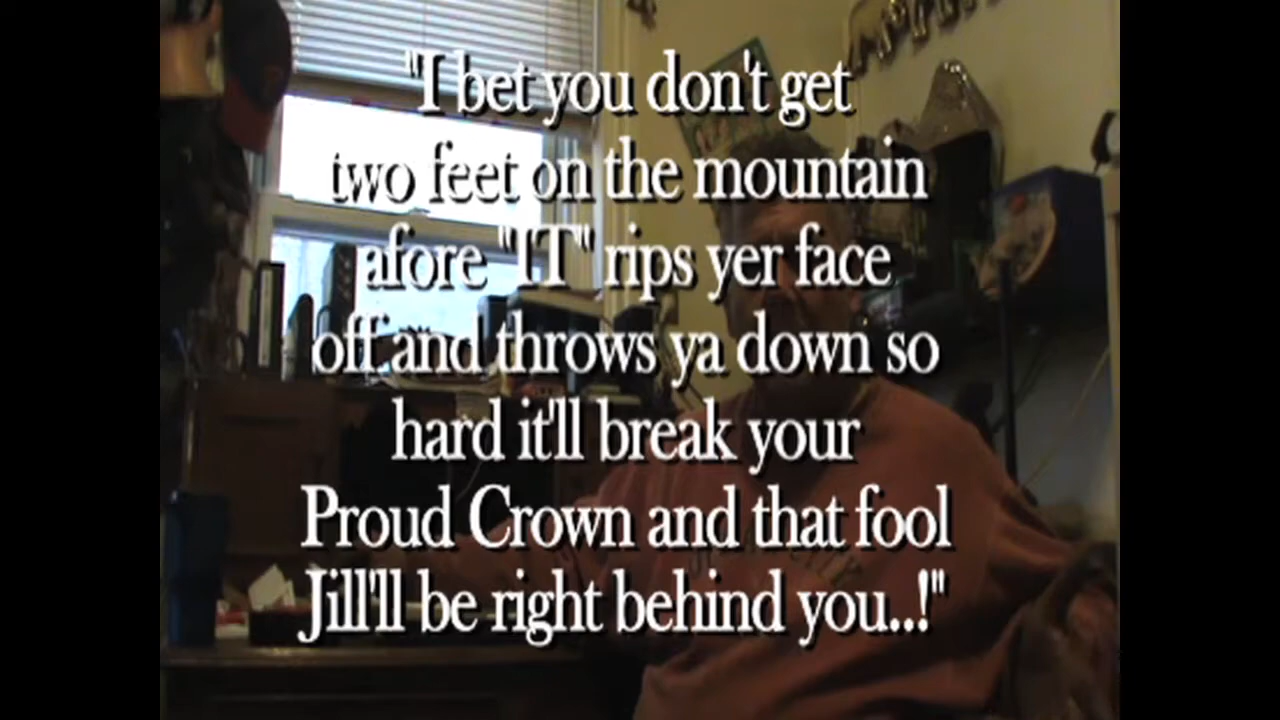 "I bet you don't get
two feet on the mountain
afore "IT" rips yer face
off and throws ya down so
hard it'll break your
Proud Crown and that fool
Jill'll be right behind you..!"